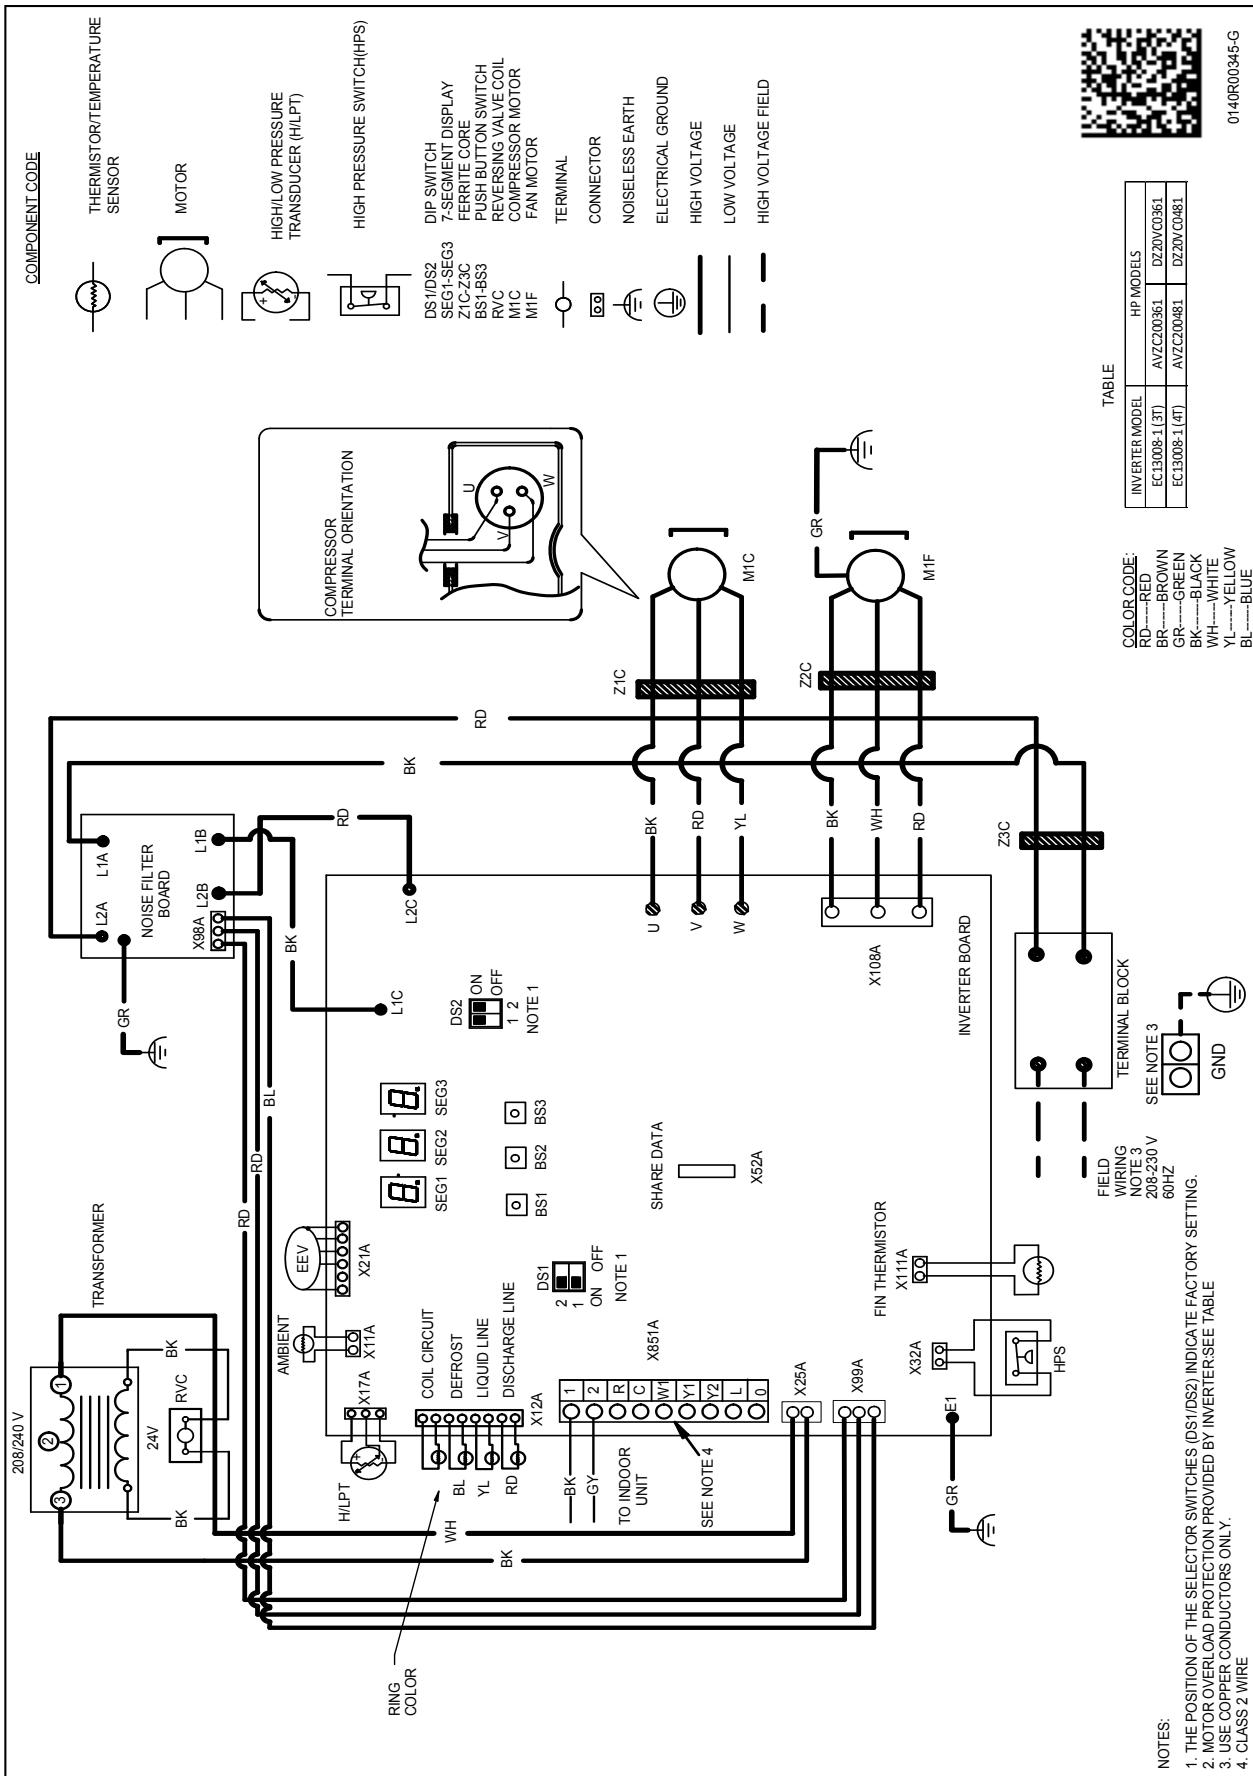 COMPONENT CODE
THERMISTOR/TEMPERATURE
SENSOR
MOTOR
HIGH/LOW PRESSURE
TRANSDUCER (H/LPT)
HIGH PRESSURE SWITCH(HPS)
DS1/DS2 DIP SWITCH
SEG1-SEG3 7-SEGMENT DISPLAY
Z1C-Z3C FERRITE CORE
BS1-BS3 PUSH BUTTON SWITCH
RVC REVERSING VALVE COIL
M1C COMPRESSOR MOTOR
M1F FAN MOTOR
TERMINAL
CONNECTOR
NOISELESS EARTH
ELECTRICAL GROUND
HIGH VOLTAGE
LOW VOLTAGE
HIGH VOLTAGE FIELD
0140R00345-G
COMPRESSOR
TERMINAL ORIENTATION
U
V
W
208/240 V
3
2
1
TRANSFORMER
24V
BK
BK
RVC
L2A
L1A
NOISE FILTER
BOARD
X98A
L2B
L1B
GR
RD
BK
RD
BK
RD
RD
BL
AMBIENT
EEV
X11A
X21A
H/LPT
X17A
SEG1
SEG2
SEG3
DS2
ON
OFF
1 2
NOTE 1
L1C
L2C
COIL CIRCUIT
DEFROST
LIQUID LINE
DISCHARGE LINE
X12A
BL
YL
RD
RING
COLOR
BS1
BS2
BS3
DS1
2
1
ON OFF
NOTE 1
U
BK
V
RD
W
YL
Z1C
M1C
SHARE DATA
X52A
X851A
1
2
R
C
W1
Y1
Y2
L
0
BK
GY
TO INDOOR
UNIT
SEE NOTE 4
WH
BK
X25A
X99A
BK
WH
RD
X108A
Z2C
M1F
GR
FIN THERMISTOR
X111A
X32A
HPS
E1
GR
INVERTER BOARD
Z3C
TERMINAL BLOCK
FIELD
WIRING
NOTE 3
208-230 V
60HZ
SEE NOTE 3
GND
COLOR CODE:
RD-----RED
BR-----BROWN
GR-----GREEN
BK-----BLACK
WH----WHITE
YL-----YELLOW
BL-----BLUE
TABLE
INVERTER MODEL HP MODELS
EC13008-1 (3T) AVZC200361 DZ20VC0361
EC13008-1 (4T) AVZC200481 DZ20VC0481
NOTES:
1. THE POSITION OF THE SELECTOR SWITCHES (DS1/DS2) INDICATE FACTORY SETTING.
2. MOTOR OVERLOAD PROTECTION PROVIDED BY INVERTER:SEE TABLE
3. USE COPPER CONDUCTORS ONLY.
4. CLASS 2 WIRE